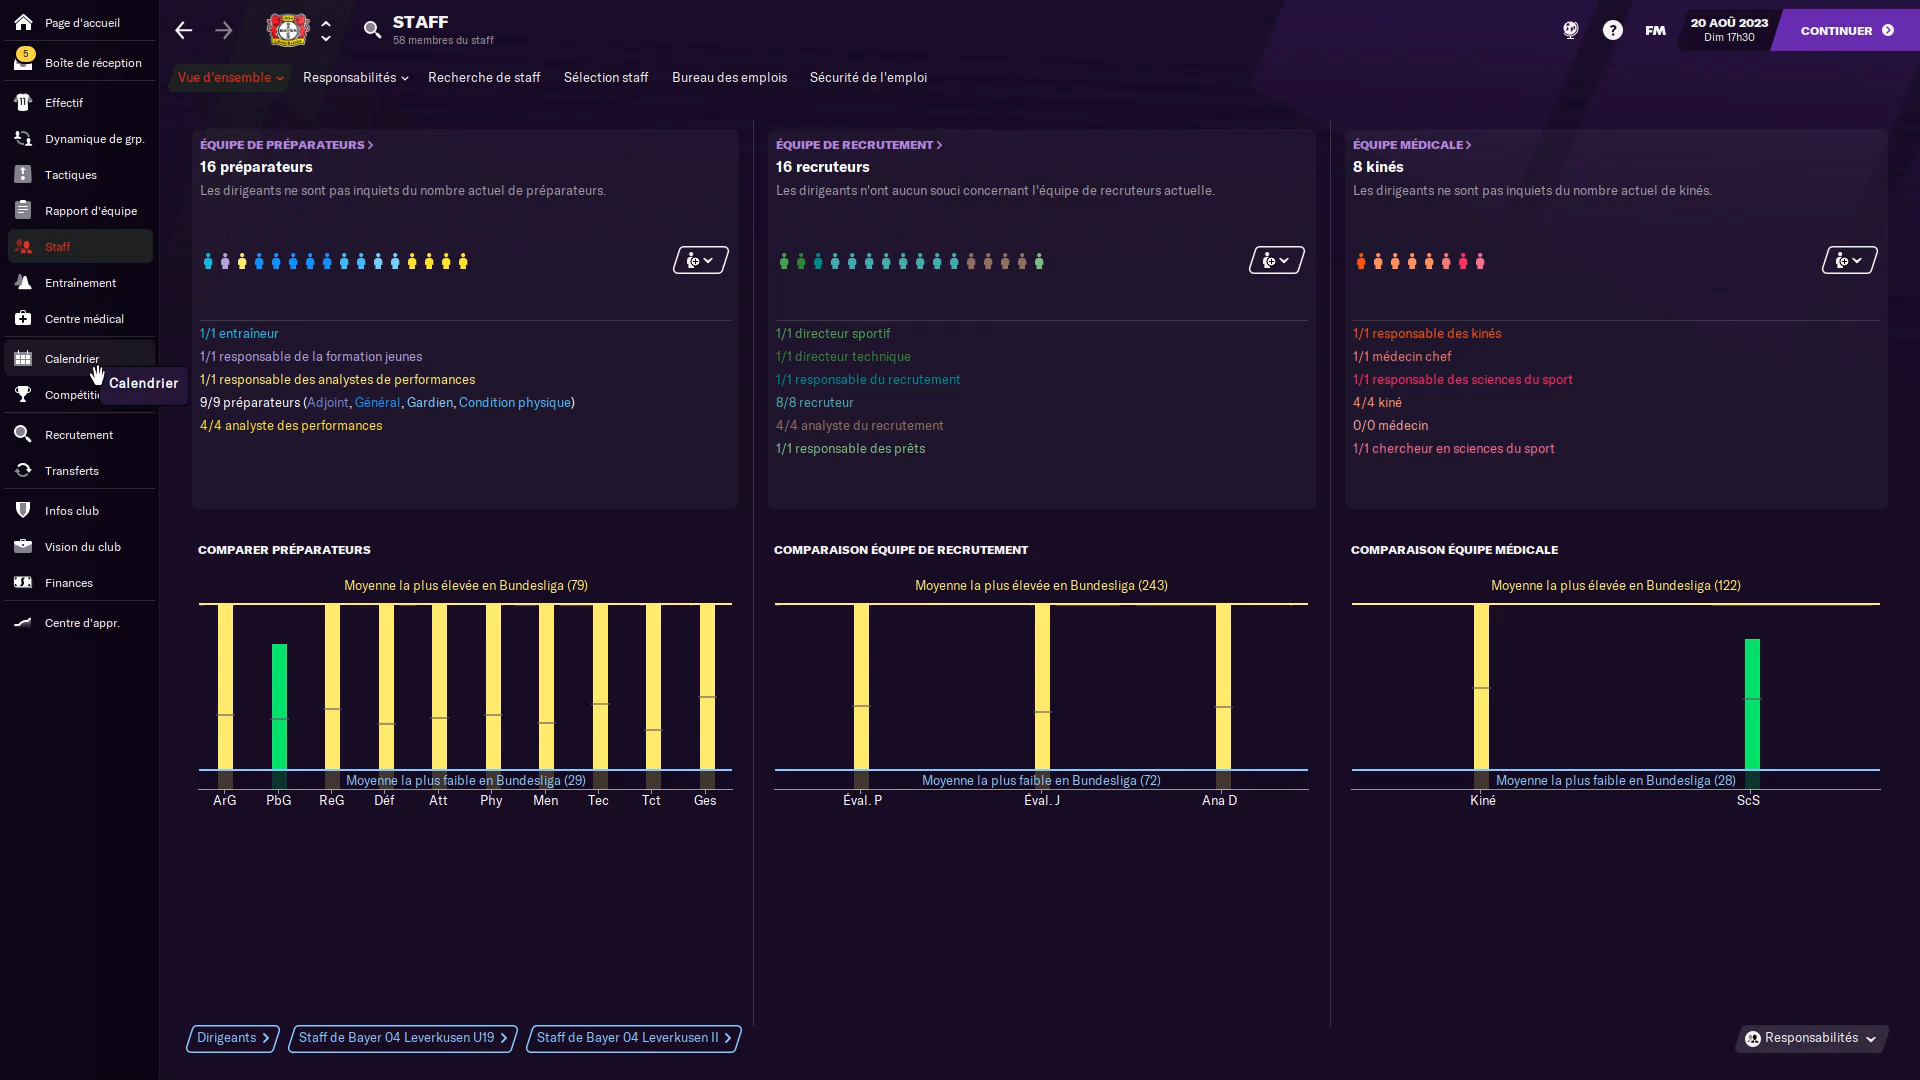 Page d'accueil
5
Boîte de réception
Effectif
Dynamique de grp.
Tactiques
Rapport d'équipe
Staff
Entraînement
Centre médical
Calendrier
Calendrier
Recrutement
Transferts
Infos club
Vision du club
Finances
Centre d'appr.
STAFF
58 membres du staff
FM
20 AOÛ 2023
Dim 17h30
CONTINUER
Vue d'ensemble
Responsabilités
Recherche de staff
Sélection staff
Bureau des emplois
Sécurité de l'emploi
ÉQUIPE DE PRÉPARATEURS
16 préparateurs
Les dirigeants ne sont pas inquiets du nombre actuel de préparateurs.
1/1 entraîneur
1/1 responsable de la formation jeunes
1/1 responsable des analystes de performances
9/9 préparateurs (Adjoint, Général, Gardien, Condition physique)
4/4 analyste des performances
ÉQUIPE DE RECRUTEMENT
16 recruteurs
Les dirigeants n'ont aucun souci concernant l'équipe de recruteurs actuelle.
1/1 directeur sportif
1/1 directeur technique
1/1 responsable du recrutement
8/8 recruteur
4/4 analyste du recrutement
1/1 responsable des prêts
ÉQUIPE MÉDICALE
8 kinés
Les dirigeants ne sont pas inquiets du nombre actuel de kinés.
1/1 responsable des kinés
1/1 médecin chef
1/1 responsable des sciences du sport
4/4 kiné
0/0 médecin
1/1 chercheur en sciences du sport
COMPARER PRÉPARATEURS
Moyenne la plus élevée en Bundesliga (79)
Moyenne la plus faible en Bundesliga (29)
ArG PbG ReG Déf Att Phy Men Tec Tct Ges
COMPARAISON ÉQUIPE DE RECRUTEMENT
Moyenne la plus élevée en Bundesliga (243)
Moyenne la plus faible en Bundesliga (72)
Éval. P Éval. J Ana D
COMPARAISON ÉQUIPE MÉDICALE
Moyenne la plus élevée en Bundesliga (122)
Moyenne la plus faible en Bundesliga (28)
Kiné ScS
Dirigeants
Staff de Bayer 04 Leverkusen U19
Staff de Bayer 04 Leverkusen II
Responsabilités